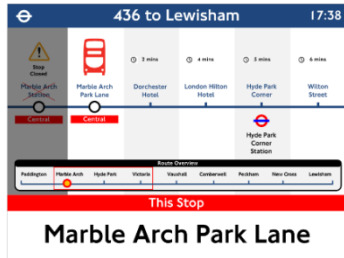 436 to Lewisham
17:38
Stop
Closed
3 mins
4 mins
3 mins
6 mins
Marble Arch
Station
Marble Arch
Park Lane
Dorchester
Hotel
London Hilton
Hotel
Hyde Park
Corner
Wilton
Street
Central
Central
Hyde Park
Corner
Station
Route Overview
Paddington
Marble Arch
Hyde Park
Victoria
Vauxhall
Camberwell
Peckham
New Cross
Lewisham
This Stop
Marble Arch Park Lane